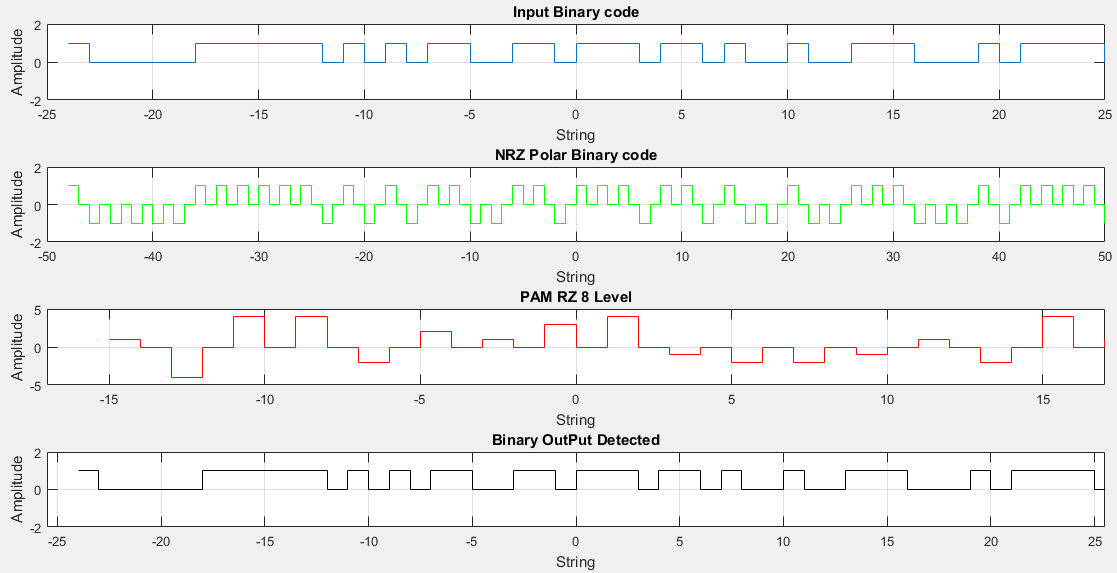 Input Binary code
2
0
-2
Amplitude
-25 -20 -15 -10 -5 0 5 10 15 20 25
String
NRZ Polar Binary code
2
0
-2
Amplitude
-50 -40 -30 -20 -10 0 10 20 30 40 50
String
PAM RZ 8 Level
5
0
-5
Amplitude
-15 -10 -5 0 5 10 15
String
Binary OutPut Detected
2
0
-2
Amplitude
-25 -20 -15 -10 -5 0 5 10 15 20 25
String